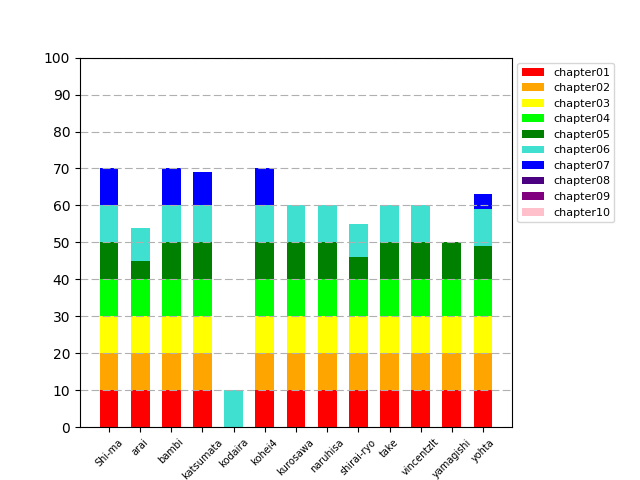 100
90
80
70
60
50
40
30
20
10
0
Shi-ma
arai
bambi
katsumata
kodaira
kohei4
kurosawa
naruhisa
shirai-ryo
take
vincentzlt
yamagishi
yohta
chapter01
chapter02
chapter03
chapter04
chapter05
chapter06
chapter07
chapter08
chapter09
chapter10